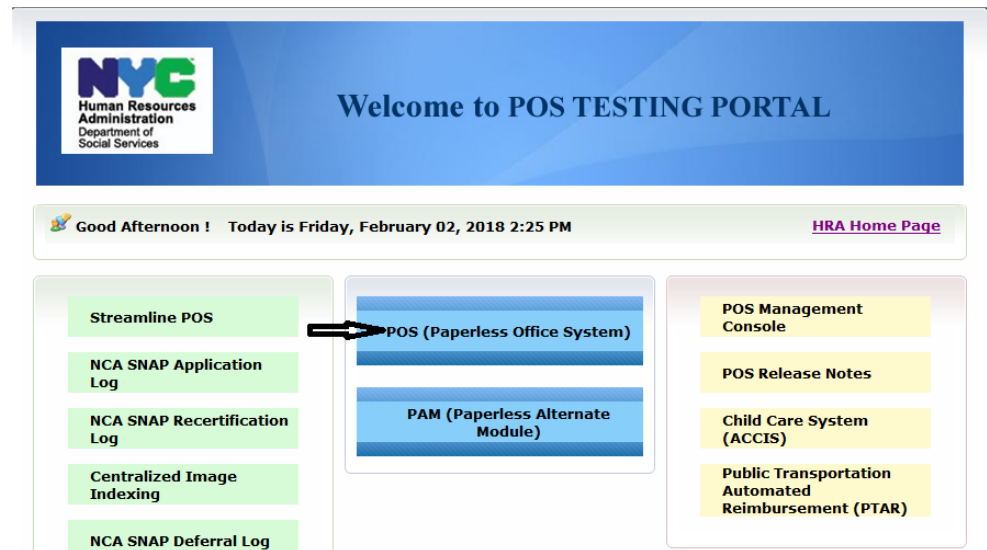 NYC
Human Resources
Administration
Department of
Social Services
Welcome to POS TESTING PORTAL
Good Afternoon ! Today is Friday, February 02, 2018 2:25 PM
HRA Home Page
Streamline POS
NCA SNAP Application
Log
NCA SNAP Recertification
Log
Centralized Image
Indexing
NCA SNAP Deferral Log
POS (Paperless Office System)
PAM (Paperless Alternate
Module)
POS Management
Console
POS Release Notes
Child Care System
(ACCIS)
Public Transportation
Automated
Reimbursement (PTAR)